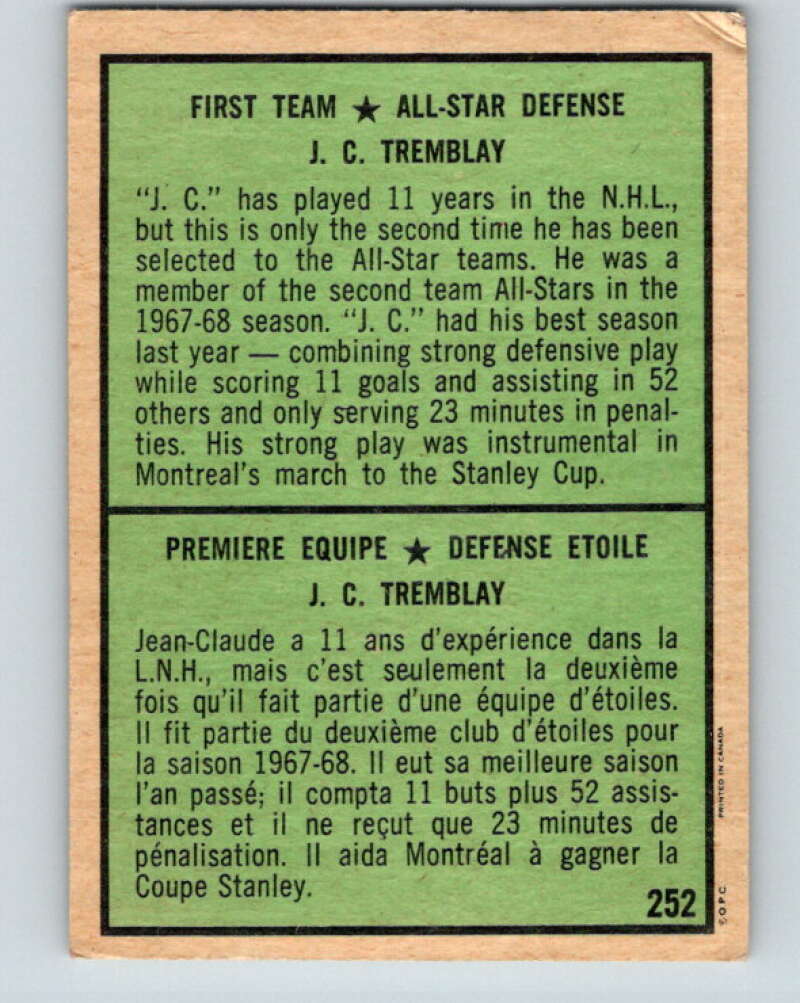 FIRST TEAM ★ ALL-STAR DEFENSE
J. C. TREMBLAY
"J. C." has played 11 years in the N.H.L.,
but this is only the second time he has been
selected to the All-Star teams. He was a
member of the second team All-Stars in the
1967-68 season. "J. C." had his best season
last year — combining strong defensive play
while scoring 11 goals and assisting in 52
others and only serving 23 minutes in penal-
ties. His strong play was instrumental in
Montreal's march to the Stanley Cup.
PREMIERE EQUIPE ★ DEFENSE ETOILE
J. C. TREMBLAY
Jean-Claude a 11 ans d'expérience dans la
L.N.H., mais c'est seulement la deuxième
fois qu'il fait partie d'une équipe d'étoiles.
Il fit partie du deuxième club d'étoiles pour
la saison 1967-68. Il eut sa meilleure saison
l'an passé; il compta 11 buts plus 52 assis-
tances et il ne reçut que 23 minutes de
pénalisation. Il aida Montréal à gagner la
Coupe Stanley.
252
© O.P.C.
PRINTED IN CANADA